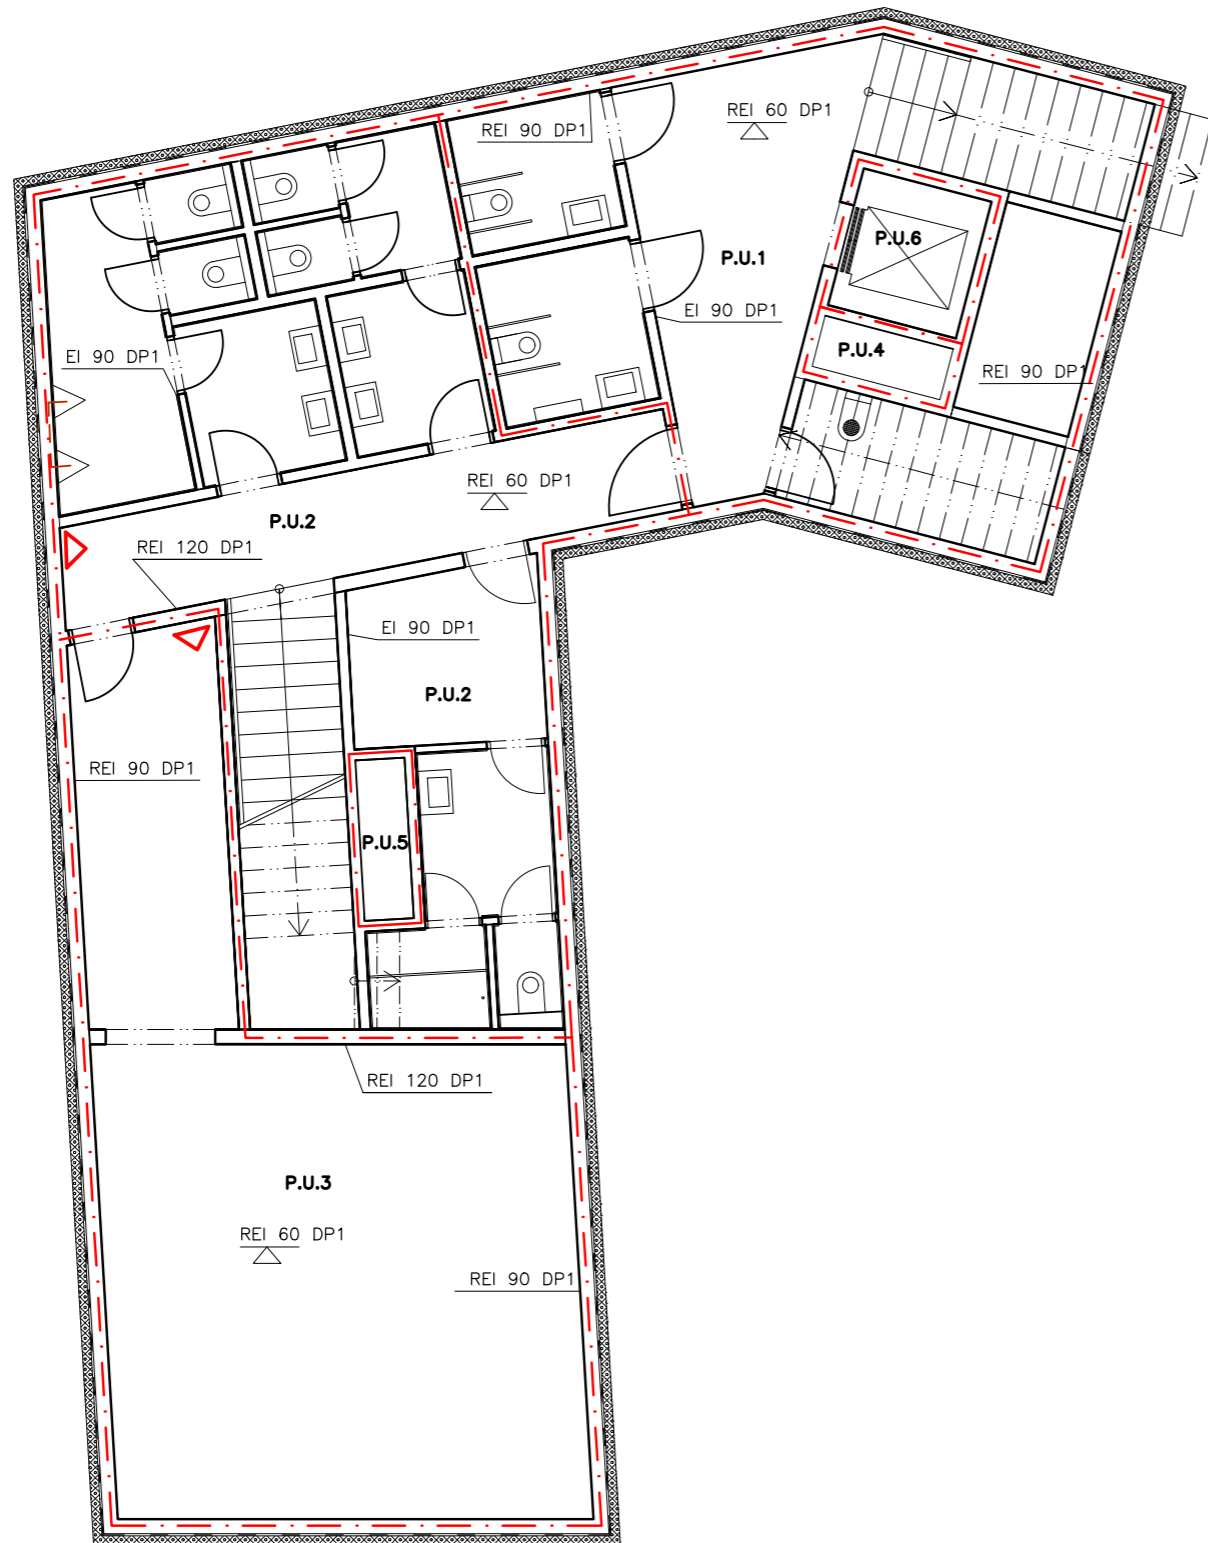 REI 60 DP1
REI 90 DP1
P.U.6
P.U.1
EI 90 DP1
P.U.4
EI 90 DP1
REI 90 DP1
REI 60 DP1
P.U.2
REI 120 DP1
EI 90 DP1
P.U.2
REI 90 DP1
P.U.5
REI 120 DP1
P.U.3
REI 60 DP1
REI 90 DP1